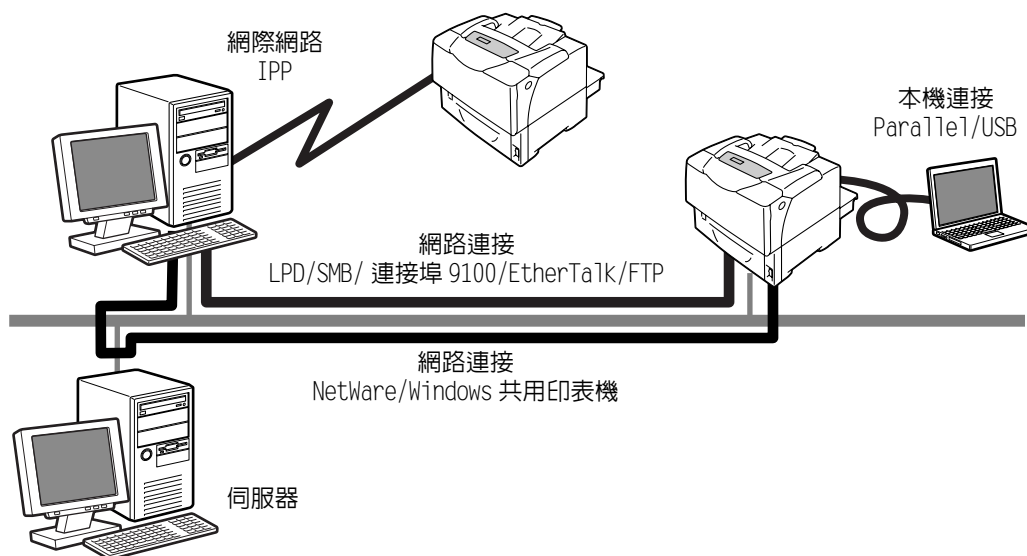 網際網路
IPP
本機連接
Parallel/USB
網路連接
LPD/SMB/ 連接埠 9100/EtherTalk/FTP
網路連接
NetWare/Windows 共用印表機
伺服器